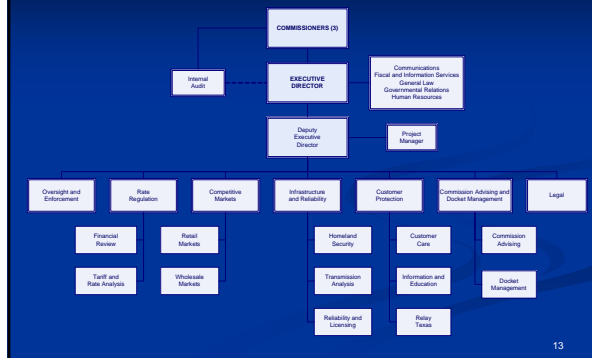 COMMISSIONERS (3)
Internal
Audit
EXECUTIVE
DIRECTOR
Communications
Fiscal and Information Services
General Law
Governmental Relations
Human Resources
Deputy
Executive
Director
Project
Manager
Oversight and
Enforcement
Rate
Regulation
Competitive
Markets
Infrastructure
and Reliability
Customer
Protection
Commission Advising and
Docket Management
Legal
Financial
Review
Retail
Markets
Homeland
Security
Customer
Care
Commission
Advising
Tariff and
Rate Analysis
Wholesale
Markets
Transmission
Analysis
Information and
Education
Docket
Management
Reliability and
Licensing
Relay
Texas
13